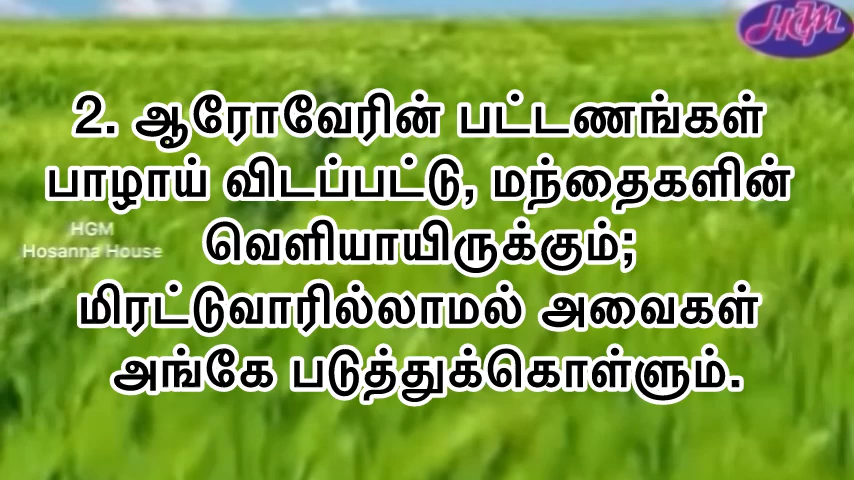 HGM
2. ஆரோவேரின் பட்டணங்கள்
பாழாய் விடப்பட்டு, மந்தைகளின்
HGM
Hosanna House
வெளியாயிருக்கும்;
மிரட்டுவாரில்லாமல் அவைகள்
அங்கே படுத்துக்கொள்ளும்.